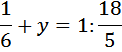 1/6 + y = 1:18/5